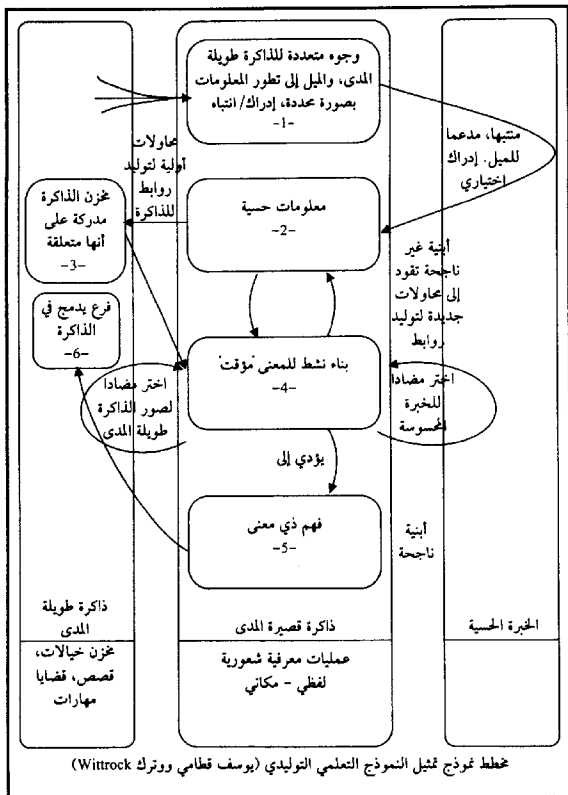 وجوه متعددة للذاكرة طويلة
المدى، والميل إلى تطور المعلومات
بصورة محددة، إدراك/ انتباه
-1-
منتبها، مدعما
للميل. إدراك
إختياري
محاولات
أولية لتوليد
روابط
للذاكرة
معلومات حسية
-2-
مخزن الذاكرة
مدركة على
أنها متعلقة
-3-
أبنية غير
ناجحة تقود
إلى محاولات
جديدة لتوليد
روابط
فرع يدمج في
الذاكرة
-6-
بناء نشط للمعنى "مؤقت"
-4-
اختر مضادا
لصور الذاكرة
طويلة المدى
اختر مضادا
للخبرة
المحسوسة
يؤدي إلى
فهم ذي معنى
-5-
أبنية
ناجحة
الخبرة الحسية
ذاكرة قصيرة المدى
ذاكرة طويلة
المدى
عمليات معرفية شعورية
لفظي - مكاني
مخزن خيالات،
قصص، قضايا
مهارات
مخطط نموذج تمثيل النموذج التعلمي التوليدي (يوسف قطامي ووترك Wittrock)